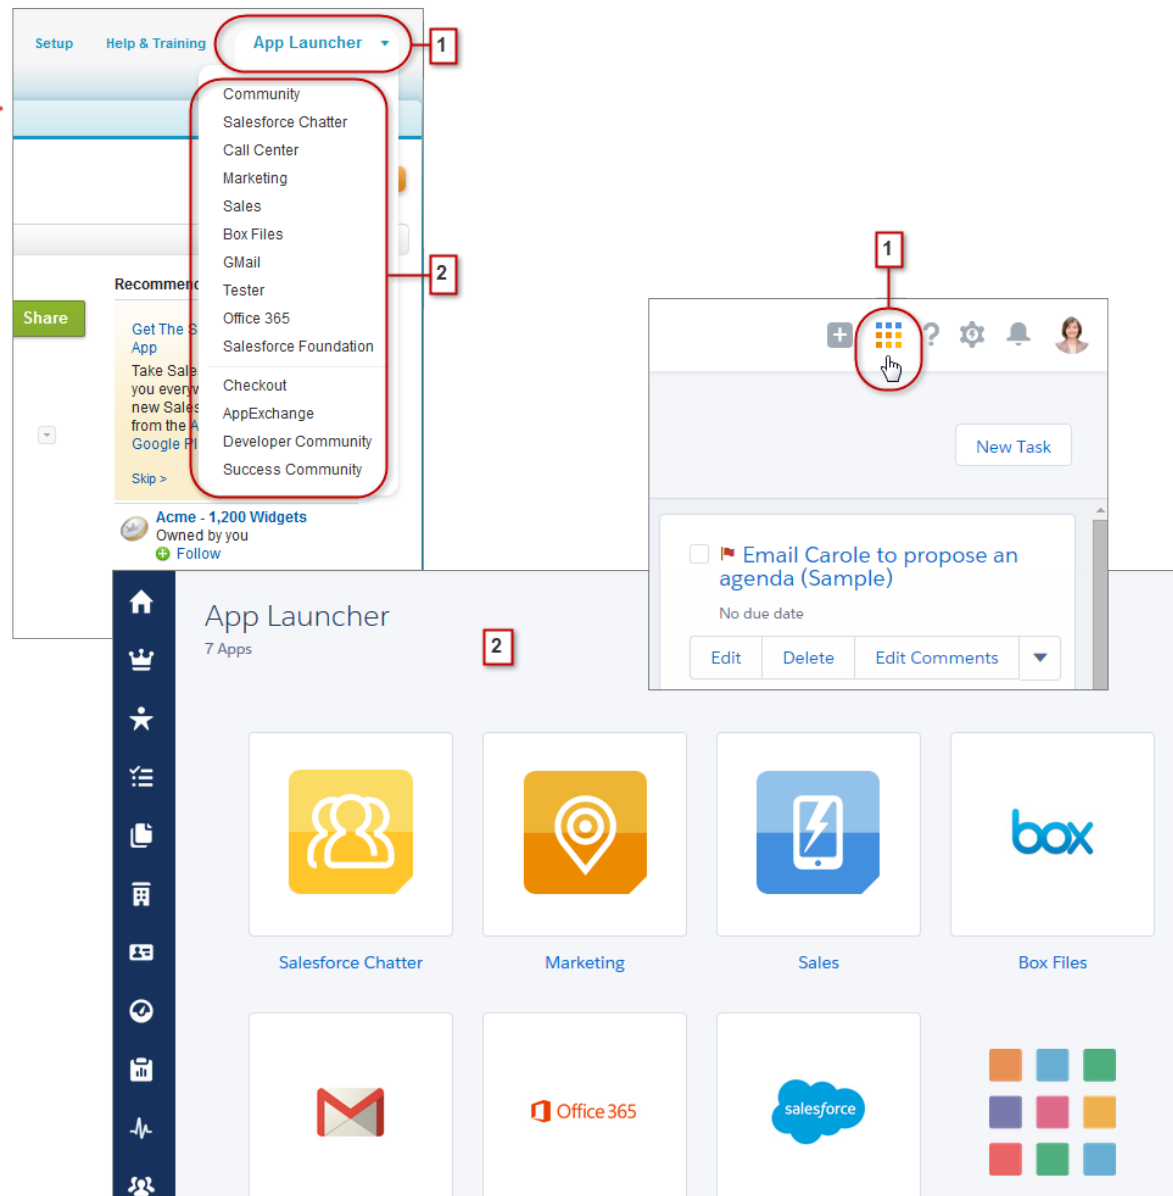 Setup
Help & Training
App Launcher
1
Community
Salesforce Chatter
Call Center
Marketing
Sales
Box Files
GMail
Tester
Office 365
Salesforce Foundation
Checkout
AppExchange
Developer Community
Success Community
2
Recommen
Share
Get The S
App
Take Sale
you everyw
new Sales
from the A
Google Pl
Skip >
Acme - 1,200 Widgets
Owned by you
Follow
1
?
New Task
Email Carole to propose an
agenda (Sample)
No due date
Edit
Delete
Edit Comments
App Launcher
7 Apps
2
box
Salesforce Chatter
Marketing
Sales
Box Files
Office 365
salesforce